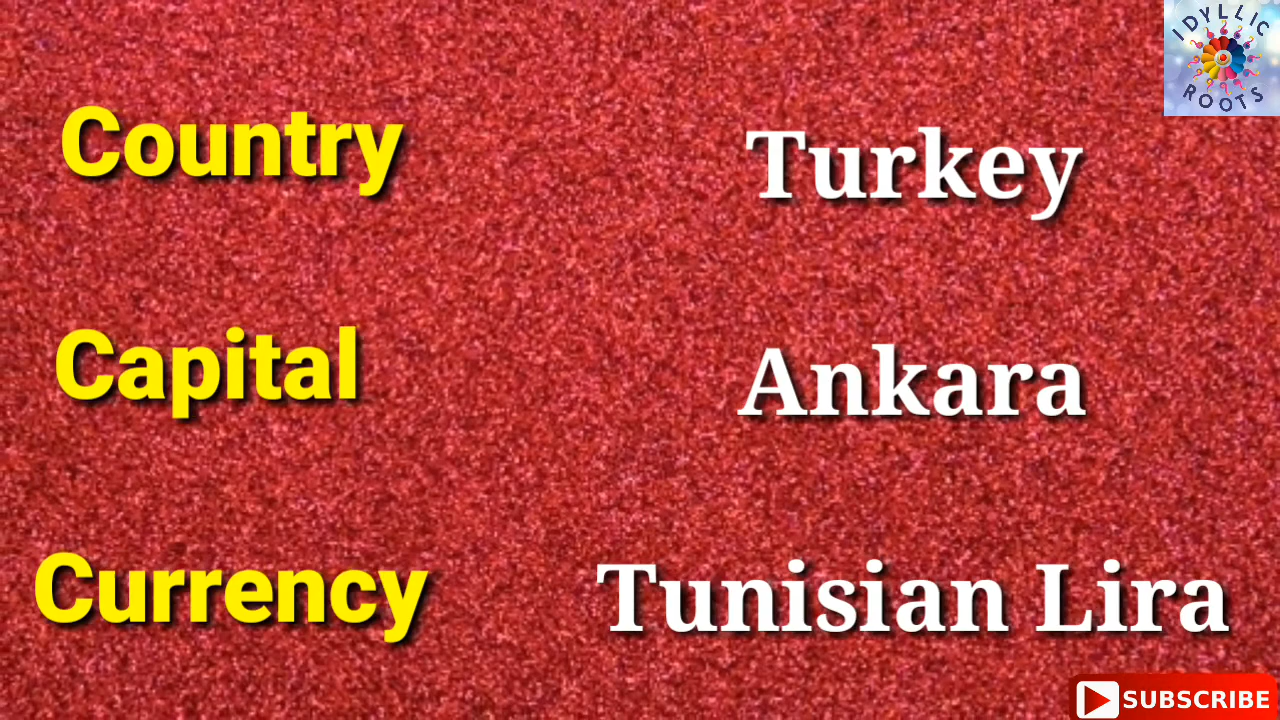 IDYLLIC
ROOTS
Country Turkey
Capital Ankara
Currency Tunisian Lira
SUBSCRIBE